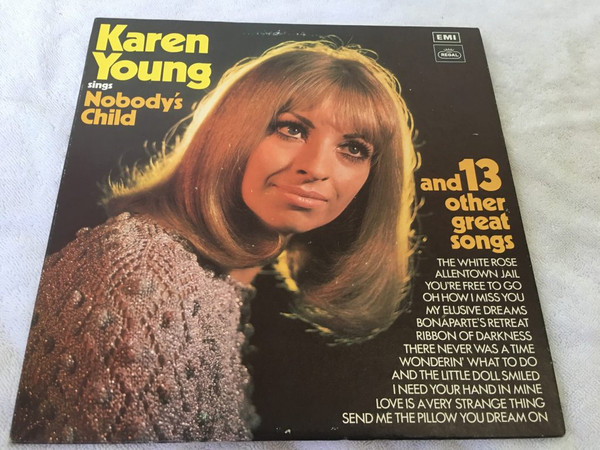 Karen
Young
sings
Nobody's
Child
EMI
REGAL
and 13
other
great
songs
THE WHITE ROSE
ALLENTOWN JAIL
YOU'RE FREE TO GO
OH HOW I MISS YOU
MY ELUSIVE DREAMS
BONAPARTE'S RETREAT
RIBBON OF DARKNESS
THERE NEVER WAS A TIME
WONDERIN' WHAT TO DO
AND THE LITTLE DOLL SMILED
I NEED YOUR HAND IN MINE
LOVE IS A VERY STRANGE THING
SEND ME THE PILLOW YOU DREAM ON